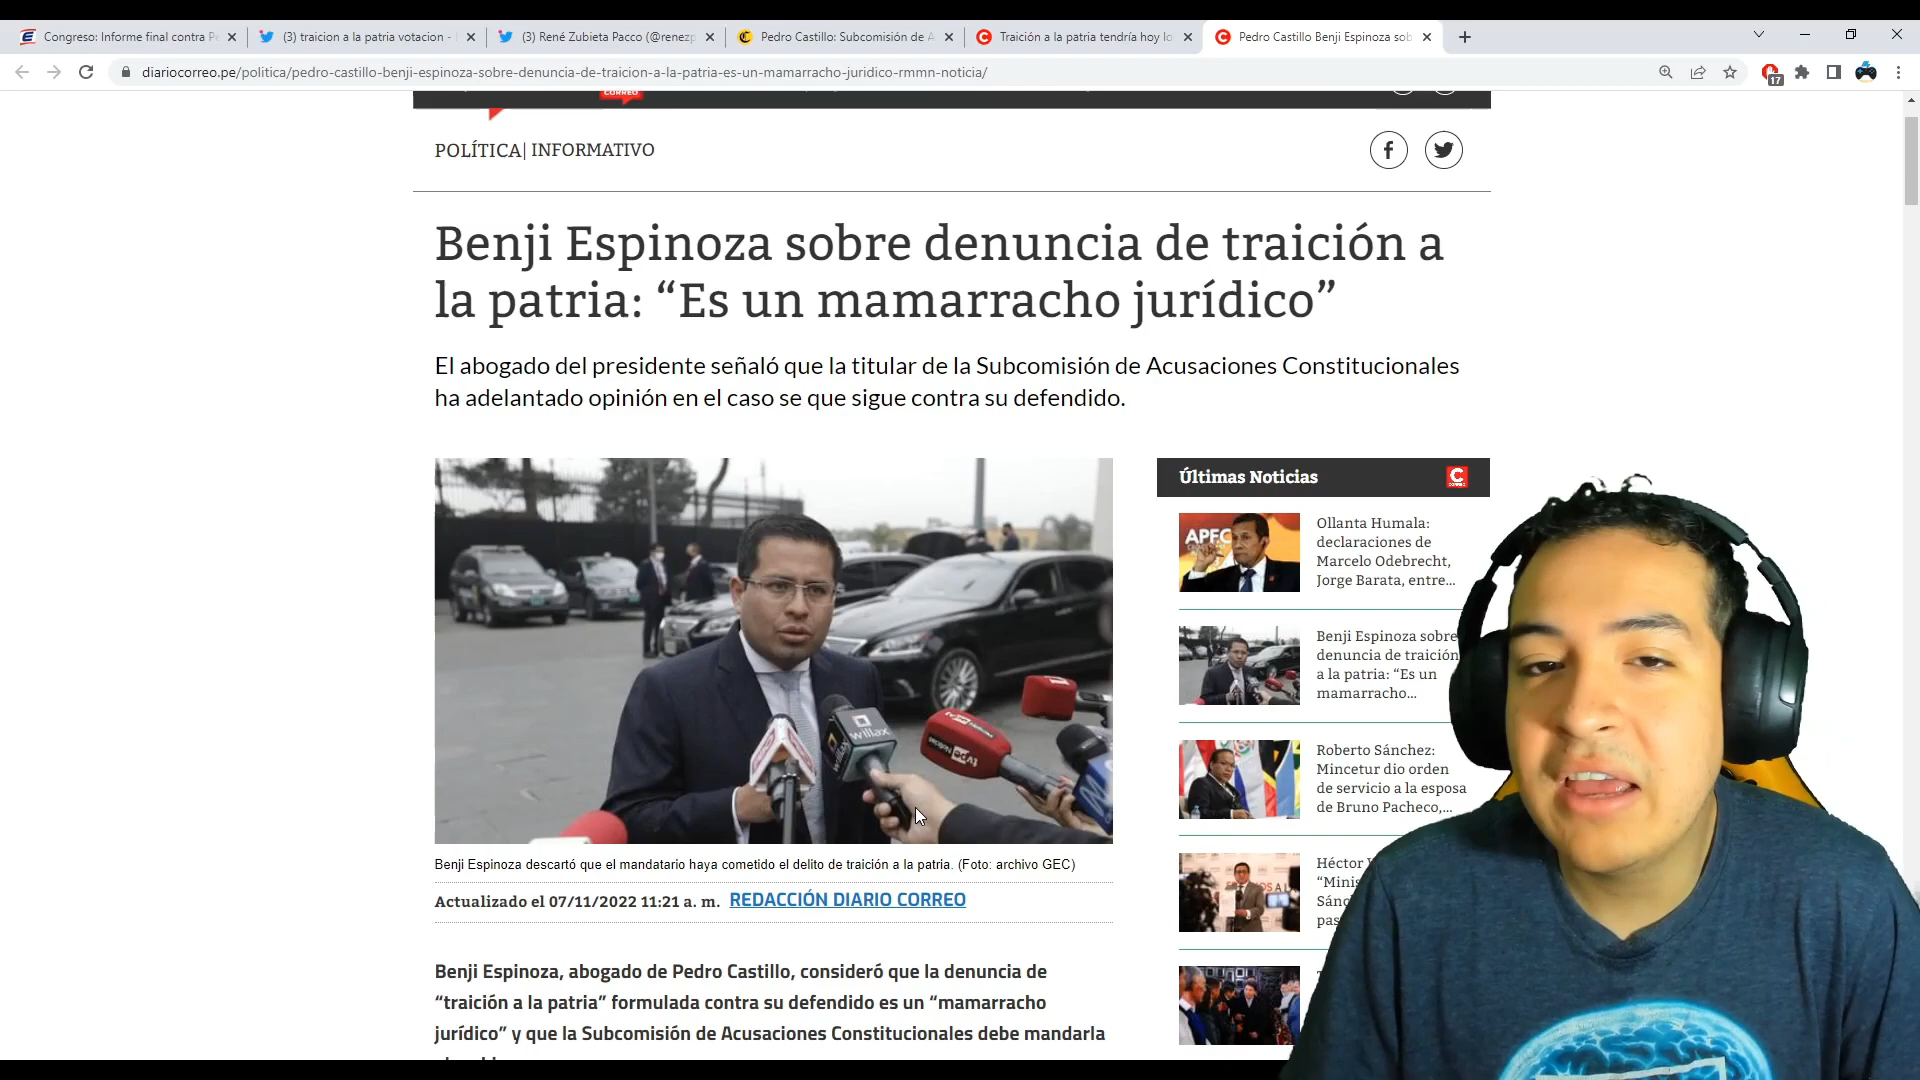 Congreso: Informe final contra Pe
(3) traicion a la patria votacion -
(3) René Zubieta Pacco (@renezp
Pedro Castillo: Subcomisión de A
Traición a la patria tendría hoy lo
Pedro Castillo Benji Espinoza sob
diariocorreo.pe/politica/pedro-castillo-benji-espinoza-sobre-denuncia-de-traicion-a-la-patria-es-un-mamarracho-juridico-rmmn-noticia/
17
CORREO
POLÍTICA| INFORMATIVO
Benji Espinoza sobre denuncia de traición a
la patria: “Es un mamarracho jurídico”
El abogado del presidente señaló que la titular de la Subcomisión de Acusaciones Constitucionales
ha adelantado opinión en el caso se que sigue contra su defendido.
willax
Benji Espinoza descartó que el mandatario haya cometido el delito de traición a la patria. (Foto: archivo GEC)
Actualizado el 07/11/2022 11:21 a. m. REDACCIÓN DIARIO CORREO
Benji Espinoza, abogado de Pedro Castillo, consideró que la denuncia de
“traición a la patria” formulada contra su defendido es un “mamarracho
jurídico” y que la Subcomisión de Acusaciones Constitucionales debe mandarla
Últimas Noticias
APEC
Ollanta Humala:
declaraciones de
Marcelo Odebrecht,
Jorge Barata, entre...
Benji Espinoza sobre
denuncia de traición
a la patria: “Es un
mamarracho...
Roberto Sánchez:
Mincetur dio orden
de servicio a la esposa
de Bruno Pacheco,...
Héctor V
“Minis
Sánc
pas